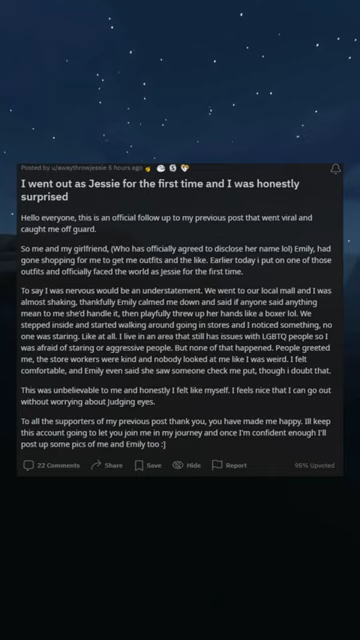 Posted by u/awaythrowjessie 5 hours ago
I went out as Jessie for the first time and I was honestly
surprised
Hello everyone, this is an official follow up to my previous post that went viral and
caught me off guard.
So me and my girlfriend, (Who has officially agreed to disclose her name lol) Emily, had
gone shopping for me to get me outfits and the like. Earlier today i put on one of those
outfits and officially faced the world as Jessie for the first time.
To say I was nervous would be an understatement. We went to our local mall and I was
almost shaking, thankfully Emily calmed me down and said if anyone said anything
mean to me she'd handle it, then playfully threw up her hands like a boxer lol. We
stepped inside and started walking around going in stores and I noticed something, no
one was staring. Like at all. I live in an area that still has issues with LGBTQ people so I
was afraid of staring or aggressive people. But none of that happened. People greeted
me, the store workers were kind and nobody looked at me like I was weird. I felt
comfortable, and Emily even said she saw someone check me put, though i doubt that.
This was unbelievable to me and honestly I felt like myself. I feels nice that I can go out
without worrying about Judging eyes.
To all the supporters of my previous post thank you, you have made me happy. Ill keep
this account going to let you join me in my journey and once I'm confident enough I'll
post up some pics of me and Emily too :]
22 Comments Share Save Hide Report 95% Upvoted